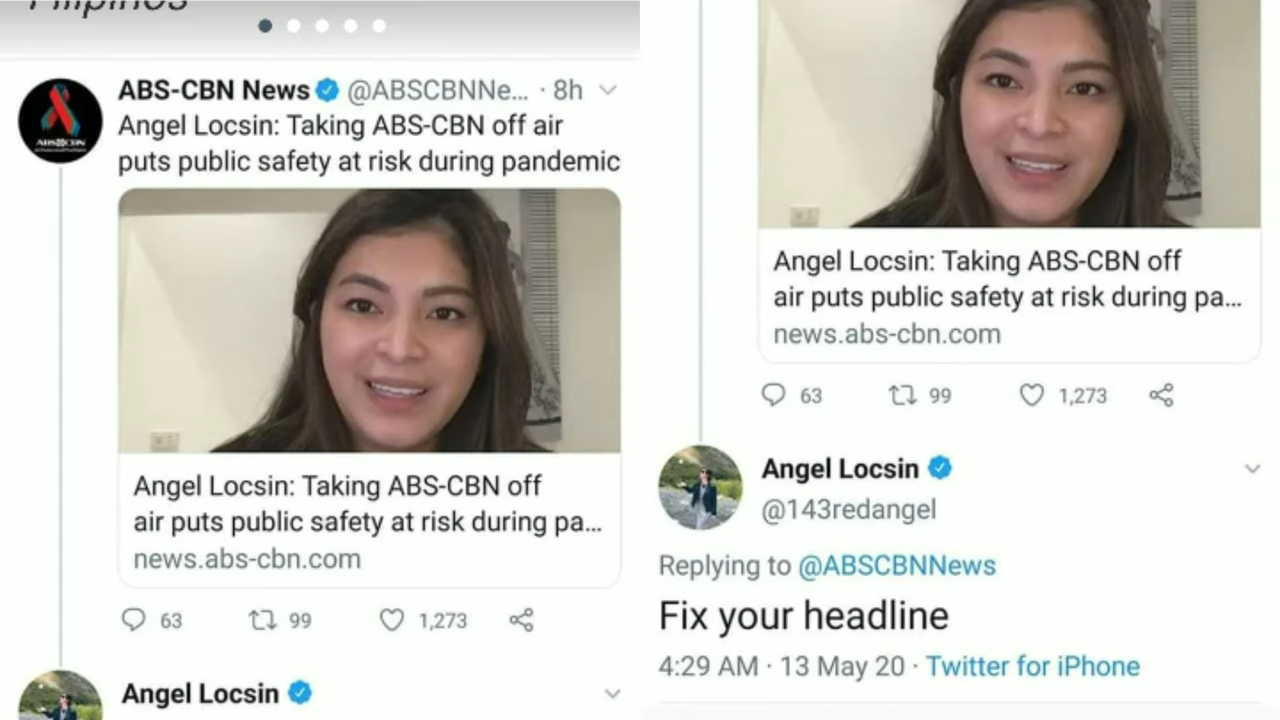 Filipinos
ABS-CBN News @ABSCBNNe... · 8h
Angel Locsin: Taking ABS-CBN off air
puts public safety at risk during pandemic
Angel Locsin: Taking ABS-CBN off
air puts public safety at risk during pa...
news.abs-cbn.com
63 99 1,273
Angel Locsin
Angel Locsin: Taking ABS-CBN off
air puts public safety at risk during pa...
news.abs-cbn.com
63 99 1,273
Angel Locsin
@143redangel
Replying to @ABSCBNNews
Fix your headline
4:29 AM · 13 May 20 · Twitter for iPhone